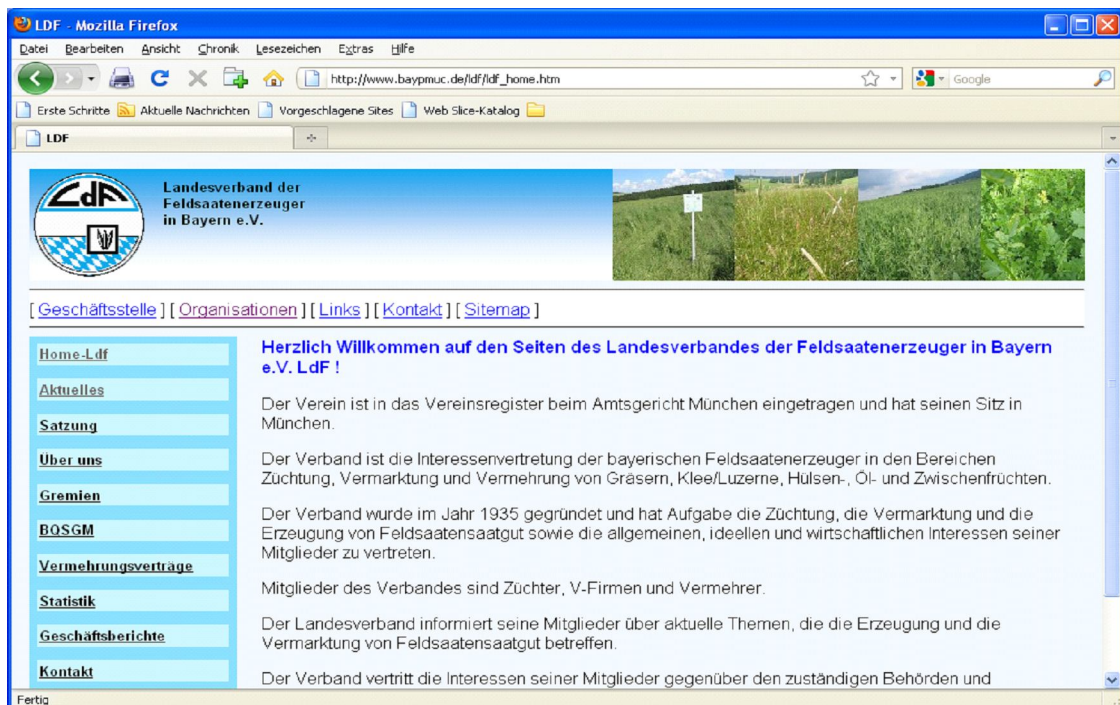 LDF - Mozilla Firefox
Datei Bearbeiten Ansicht Chronik Lesezeichen Extras Hilfe
http://www.baypmuc.de/ldf/ldf_home.htm
Google
Erste Schritte Aktuelle Nachrichten Vorgeschlagene Sites Web Slice-Katalog
LDF
LdF
Landesverband der
Feldsaatenerzeuger
in Bayern e.V.
[ Geschäftsstelle ] [ Organisationen ] [ Links ] [ Kontakt ] [ Sitemap ]
Home-Ldf
Aktuelles
Satzung
Über uns
Gremien
BQSGM
Vermehrungsverträge
Statistik
Geschäftsberichte
Kontakt
Herzlich Willkommen auf den Seiten des Landesverbandes der Feldsaatenerzeuger in Bayern
e.V. LdF !
Der Verein ist in das Vereinsregister beim Amtsgericht München eingetragen und hat seinen Sitz in
München.
Der Verband ist die Interessenvertretung der bayerischen Feldsaatenerzeuger in den Bereichen
Züchtung, Vermarktung und Vermehrung von Gräsern, Klee/Luzerne, Hülsen-, Öl- und Zwischenfrüchten.
Der Verband wurde im Jahr 1935 gegründet und hat Aufgabe die Züchtung, die Vermarktung und die
Erzeugung von Feldsaatensaatgut sowie die allgemeinen, ideellen und wirtschaftlichen Interessen seiner
Mitglieder zu vertreten.
Mitglieder des Verbandes sind Züchter, V-Firmen und Vermehrer.
Der Landesverband informiert seine Mitglieder über aktuelle Themen, die die Erzeugung und die
Vermarktung von Feldsaatensaatgut betreffen.
Der Verband vertritt die Interessen seiner Mitglieder gegenüber den zuständigen Behörden und
Fertig